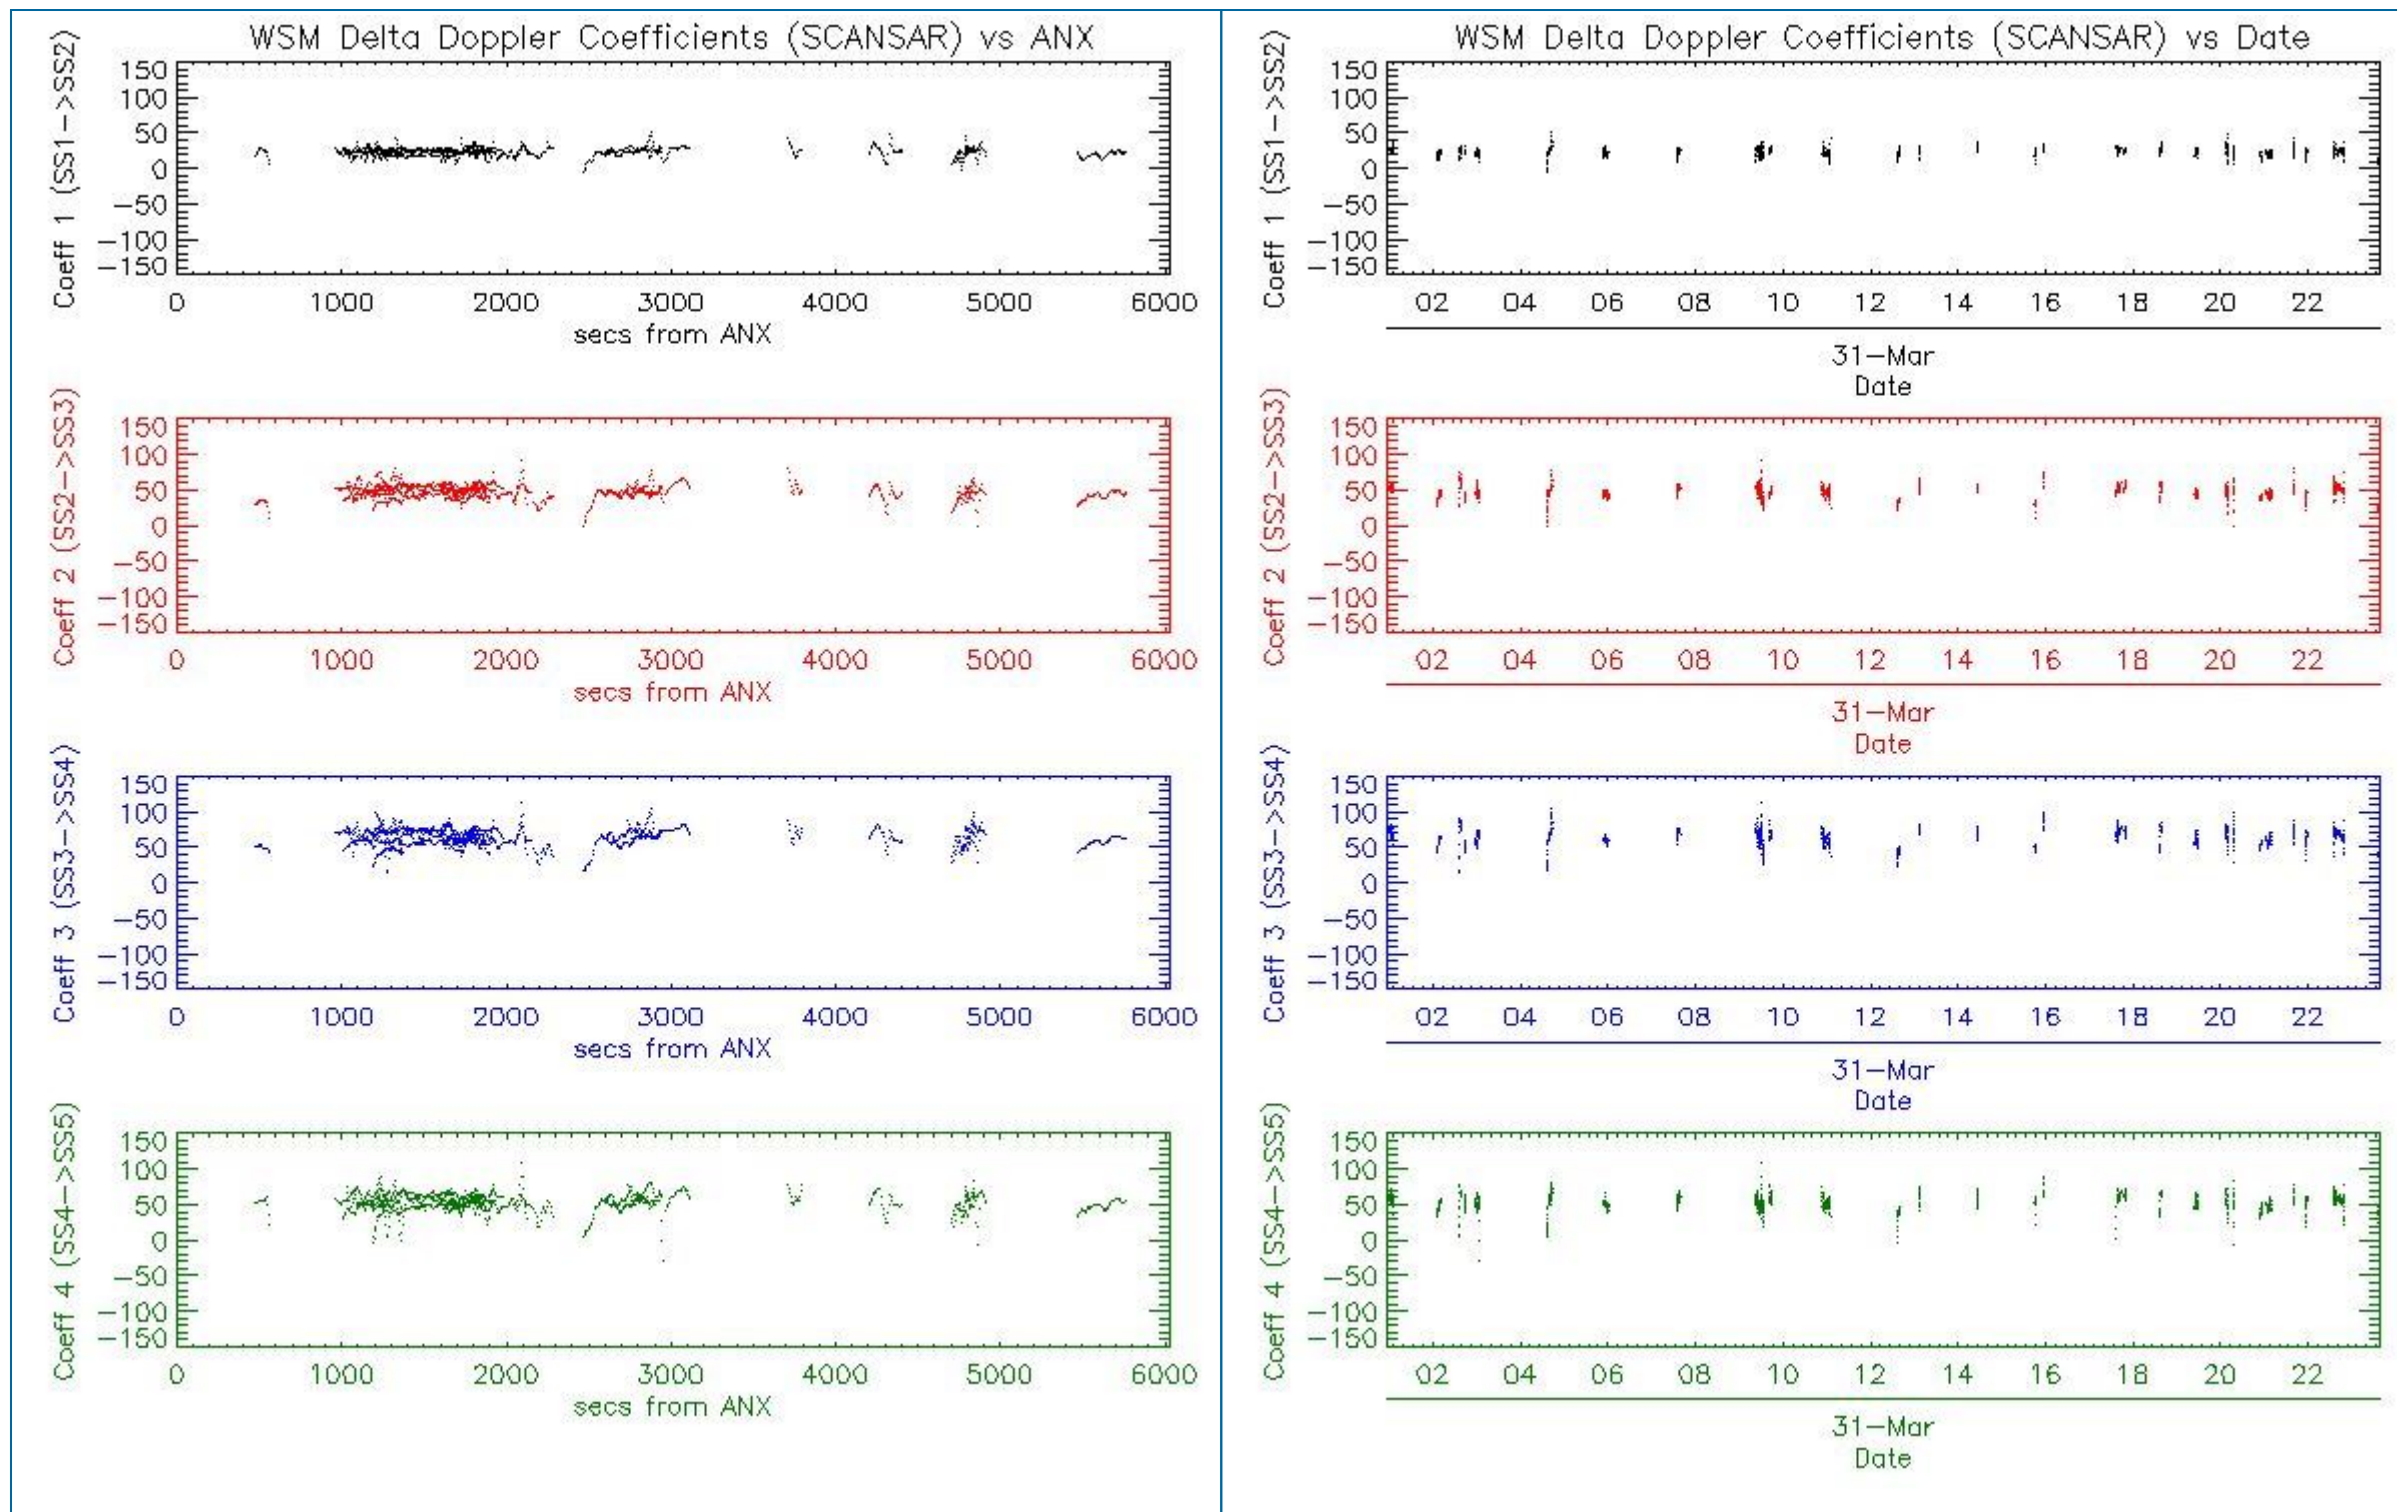 WSM Delta Doppler Coefficients (SCANSAR) vs ANX
Coeff 1 (SS1->SS2)
150
100
50
0
-50
-100
-150
0 1000 2000 3000 4000 5000 6000
secs from ANX
Coeff 2 (SS2->SS3)
150
100
50
0
-50
-100
-150
0 1000 2000 3000 4000 5000 6000
secs from ANX
Coeff 3 (SS3->SS4)
150
100
50
0
-50
-100
-150
0 1000 2000 3000 4000 5000 6000
secs from ANX
Coeff 4 (SS4->SS5)
150
100
50
0
-50
-100
-150
0 1000 2000 3000 4000 5000 6000
secs from ANX
WSM Delta Doppler Coefficients (SCANSAR) vs Date
Coeff 1 (SS1->SS2)
150
100
50
0
-50
-100
-150
02 04 06 08 10 12 14 16 18 20 22
31-Mar
Date
Coeff 2 (SS2->SS3)
150
100
50
0
-50
-100
-150
02 04 06 08 10 12 14 16 18 20 22
31-Mar
Date
Coeff 3 (SS3->SS4)
150
100
50
0
-50
-100
-150
02 04 06 08 10 12 14 16 18 20 22
31-Mar
Date
Coeff 4 (SS4->SS5)
150
100
50
0
-50
-100
-150
02 04 06 08 10 12 14 16 18 20 22
31-Mar
Date